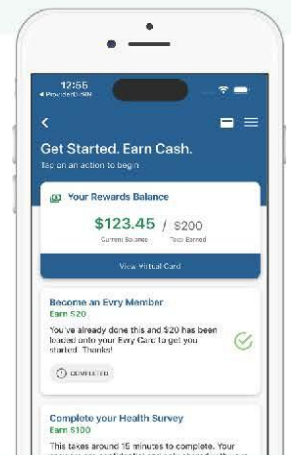 12:55
Get Started. Earn Cash.
Tap on an action to begin
Your Rewards Balance
$123.45 / $200
Current Balance Total Earned
View Virtual Card
Become an Evry Member
Earn $20
You've already done this and $20 has been
loaded onto your Evry Card to get you
started. Thanks!
COMPLETED
Complete your Health Survey
Earn $100
This takes around 15 minutes to complete. Your